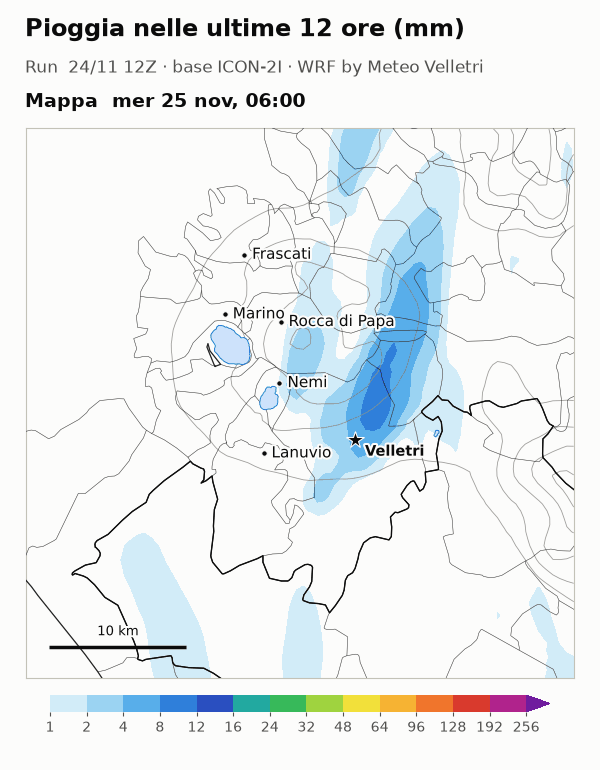 Pioggia nelle ultime 12 ore (mm)
Run  24/11 12Z · base ICON-2I · WRF by Meteo Velletri
Mappa  mer 25 nov, 06:00
Frascati
Marino
Rocca di Papa
Nemi
Velletri
Lanuvio
10 km
1 2 4 8 12 16 24 32 48 64 96 128 192 256